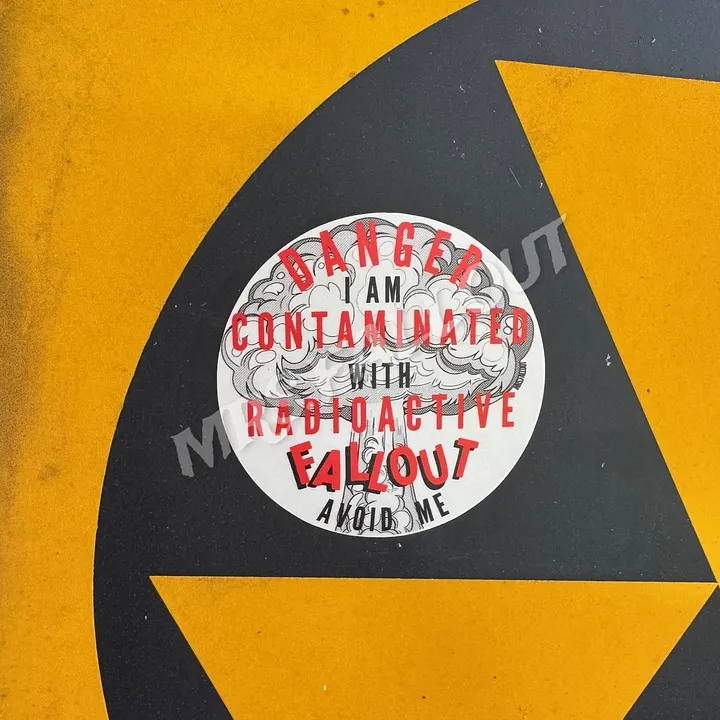 DANGER
I AM
CONTAMINATED
WITH
RADIOACTIVE
FALLOUT
AVOID ME